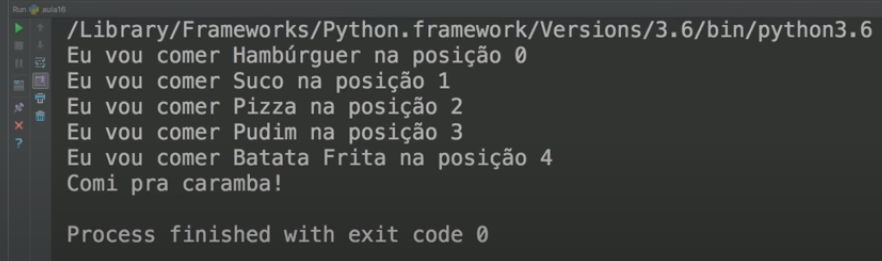 Run aula16
/Library/Frameworks/Python.framework/Versions/3.6/bin/python3.6
Eu vou comer Hambúrguer na posição 0
Eu vou comer Suco na posição 1
Eu vou comer Pizza na posição 2
Eu vou comer Pudim na posição 3
Eu vou comer Batata Frita na posição 4
Comi pra caramba!
Process finished with exit code 0